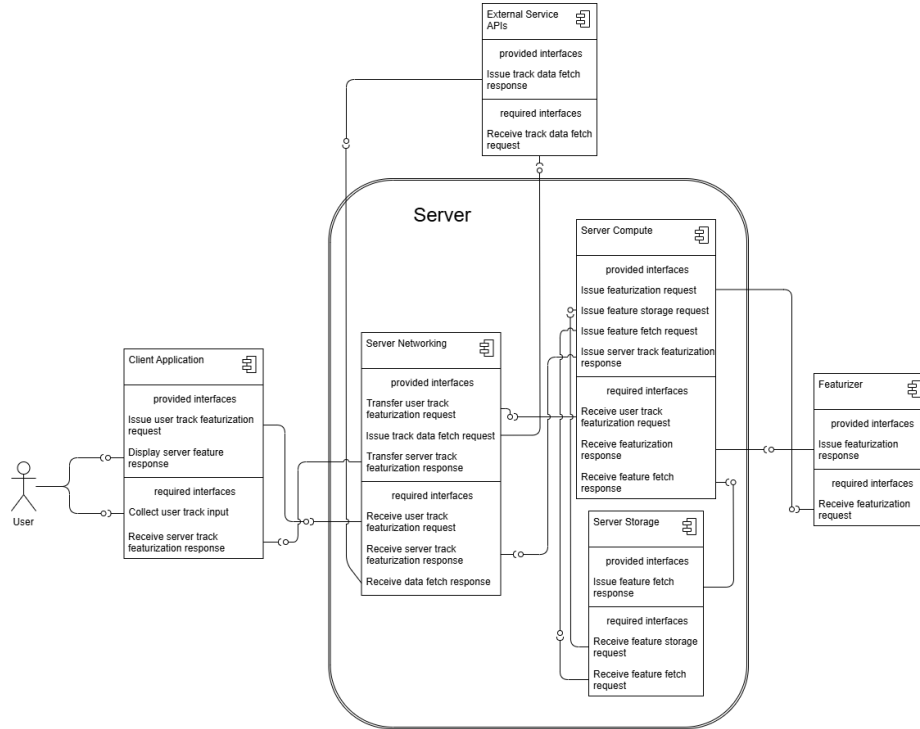 External Service
APIs
provided interfaces
Issue track data fetch
response
required interfaces
Receive track data fetch
request
Server
Server Compute
provided interfaces
Issue featurization request
Issue feature storage request
Issue feature fetch request
Issue server track featurization
response
required interfaces
Receive user track
featurization request
Receive featurization
response
Receive feature fetch
response
Server Networking
provided interfaces
Transfer user track
featurization request
Issue track data fetch request
Transfer server track
featurization response
required interfaces
Receive user track
featurization request
Receive server track
featurization response
Receive data fetch response
Client Application
provided interfaces
Issue user track featurization
request
Display server feature
response
required interfaces
Collect user track input
Receive server track
featurization response
User
Featurizer
provided interfaces
Issue featurization
response
required interfaces
Receive featurization
request
Server Storage
provided interfaces
Issue feature fetch
response
required interfaces
Receive feature storage
request
Receive feature fetch
request